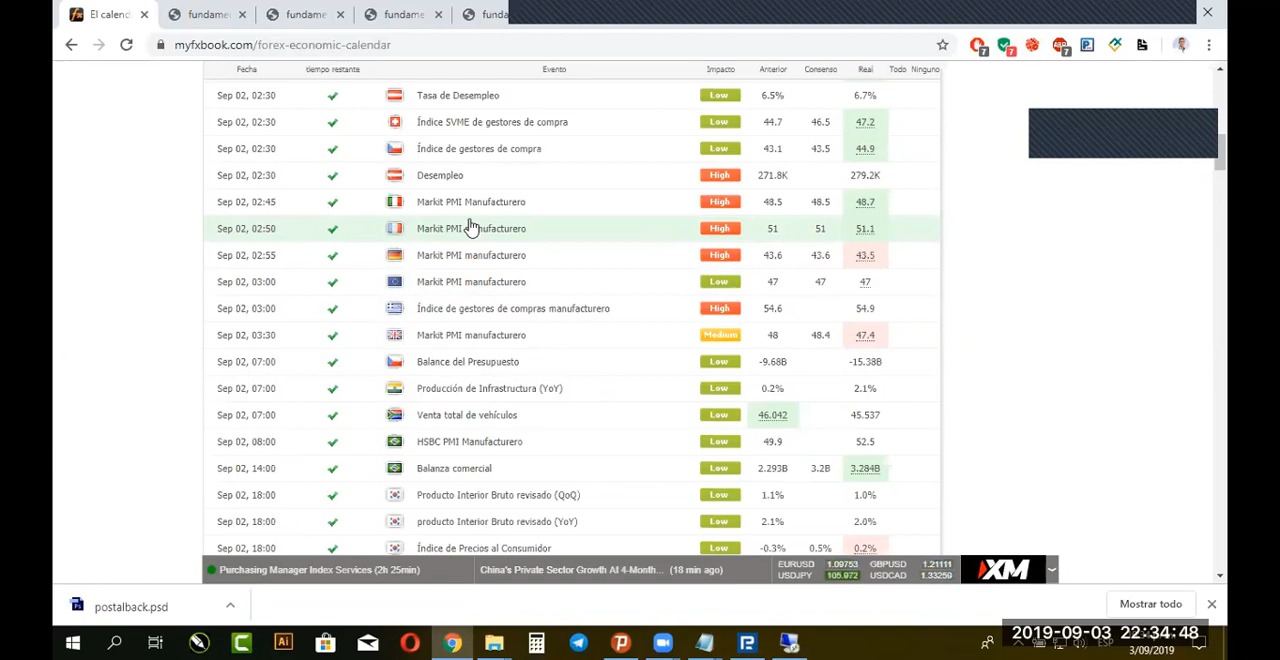 El calend
fundame
fundame
fundame
funda
myfxbook.com/forex-economic-calendar
7
7
7
Fecha tiempo restante Evento Impacto Anterior Consenso Real Todo Ninguno
Sep 02, 02:30 Tasa de Desempleo Low 6.5% 6.7%
Sep 02, 02:30 Índice SVME de gestores de compra Low 44.7 46.5 47.2
Sep 02, 02:30 Índice de gestores de compra Low 43.1 43.5 44.9
Sep 02, 02:30 Desempleo High 271.8K 279.2K
Sep 02, 02:45 Markit PMI Manufacturero High 48.5 48.5 48.7
Sep 02, 02:50 Markit PMI Manufacturero High 51 51 51.1
Sep 02, 02:55 Markit PMI manufacturero High 43.6 43.6 43.5
Sep 02, 03:00 Markit PMI manufacturero Low 47 47 47
Sep 02, 03:00 Índice de gestores de compras manufacturero High 54.6 54.9
Sep 02, 03:30 Markit PMI manufacturero Medium 48 48.4 47.4
Sep 02, 07:00 Balance del Presupuesto Low -9.68B -15.38B
Sep 02, 07:00 Producción de Infrastructura (YoY) Low 0.2% 2.1%
Sep 02, 07:00 Venta total de vehículos Low 46.042 45.537
Sep 02, 08:00 HSBC PMI Manufacturero Low 49.9 52.5
Sep 02, 14:00 Balanza comercial Low 2.293B 3.2B 3.284B
Sep 02, 18:00 Producto Interior Bruto revisado (QoQ) Low 1.1% 1.0%
Sep 02, 18:00 producto Interior Bruto revisado (YoY) Low 2.1% 2.0%
Sep 02, 18:00 Índice de Precios al Consumidor Low -0.3% 0.5% 0.2%
Purchasing Manager Index Services (2h 25min) China's Private Sector Growth At 4-Month... (18 min ago)
EURUSD 1.09753 GBPUSD 1.21111
USDJPY 105.972 USDCAD 1.33259
XM
postalback.psd
Mostrar todo
2019-09-03 22:34:48
ESP
3/09/2019